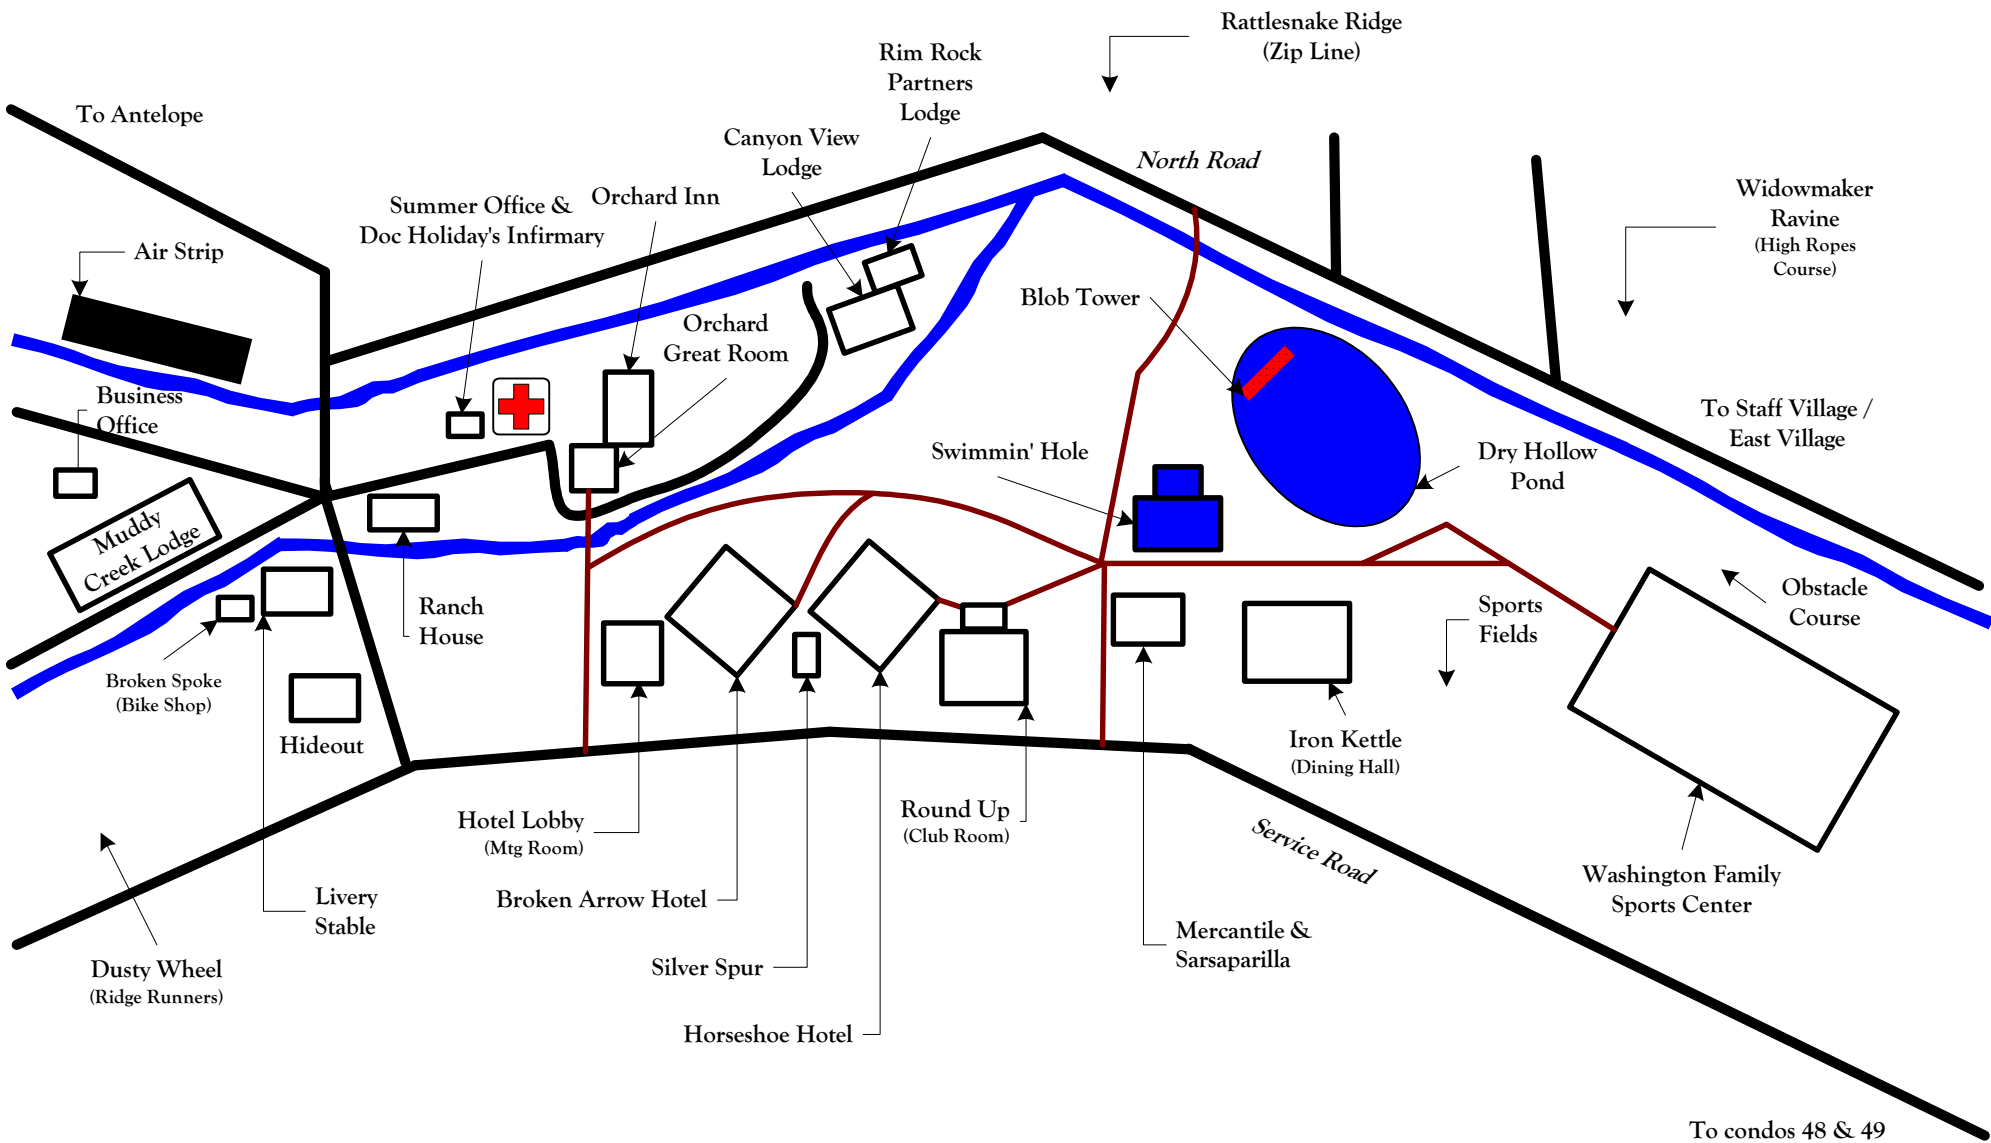 Rattlesnake Ridge
(Zip Line)
Rim Rock
Partners
Lodge
To Antelope
Canyon View
Lodge
North Road
Widowmaker
Ravine
(High Ropes
Course)
Summer Office &
Doc Holiday's Infirmary
Orchard Inn
Air Strip
Blob Tower
Orchard
Great Room
Business
Office
To Staff Village /
East Village
Swimmin' Hole
Dry Hollow
Pond
Muddy
Creek Lodge
Ranch
House
Sports
Fields
Obstacle
Course
Broken Spoke
(Bike Shop)
Hideout
Iron Kettle
(Dining Hall)
Hotel Lobby
(Mtg Room)
Round Up
(Club Room)
Service Road
Washington Family
Sports Center
Livery
Stable
Broken Arrow Hotel
Mercantile &
Sarsaparilla
Dusty Wheel
(Ridge Runners)
Silver Spur
Horseshoe Hotel
To condos 48 & 49